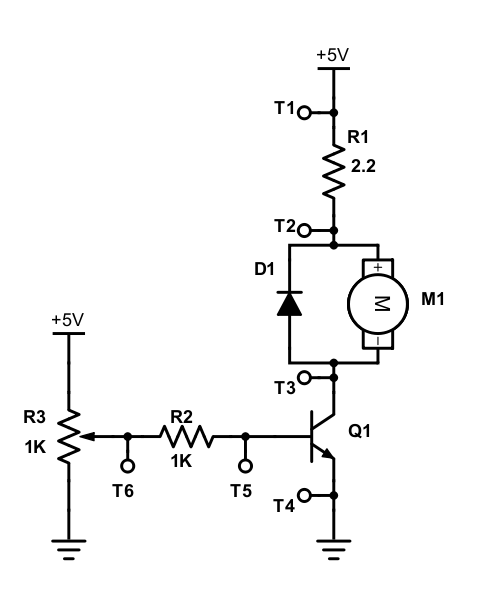 +5V
T1
R1
2.2
T2
D1
+
M
M1
−
+5V
T3
R3
1K
R2
1K
Q1
T6
T5
T4